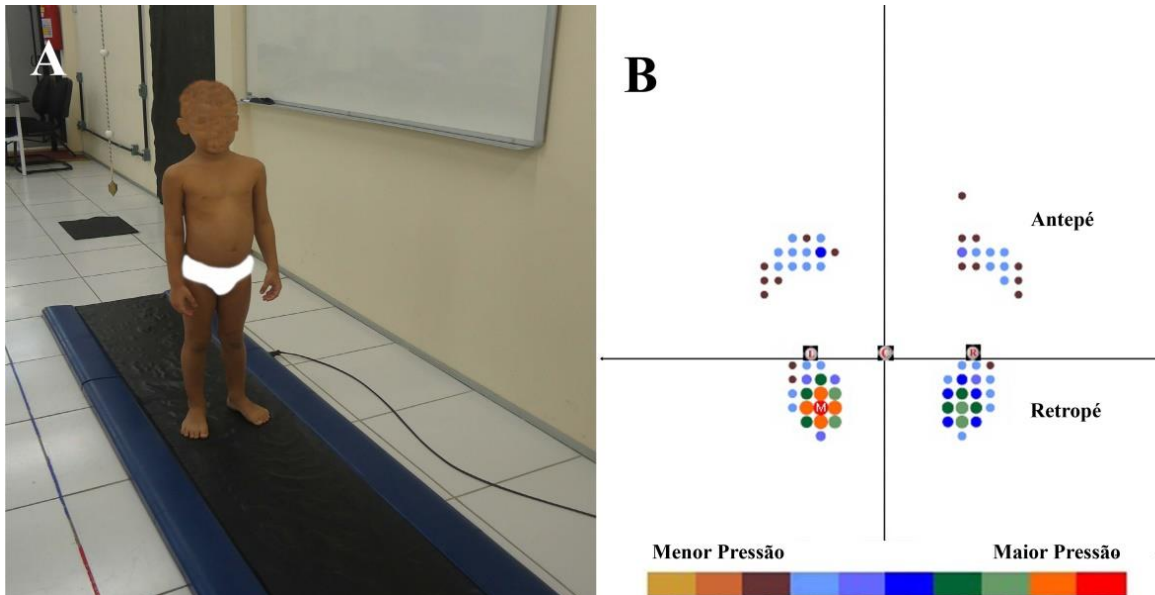 A
B
Antepé
L
C
R
Retropé
M
Menor Pressão
Maior Pressão